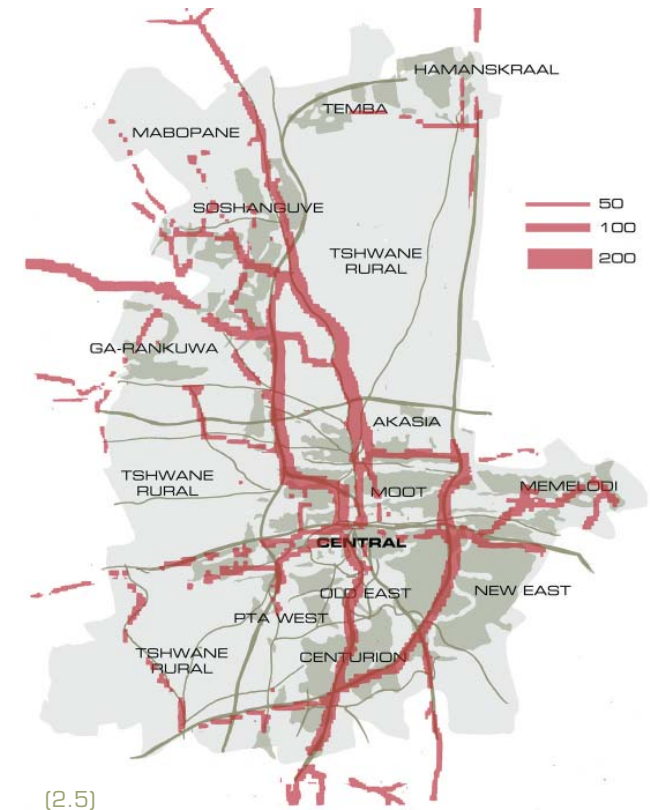 HAMANSKRAAL
TEMBA
MABOPANE
SOSHANGUVE
50
100
200
TSHWANE
RURAL
GA-RANKUWA
AKASIA
TSHWANE
RURAL
MOOT
MEMELODI
CENTRAL
OLD EAST
NEW EAST
PTA WEST
TSHWANE
RURAL
CENTURION
(2.5)